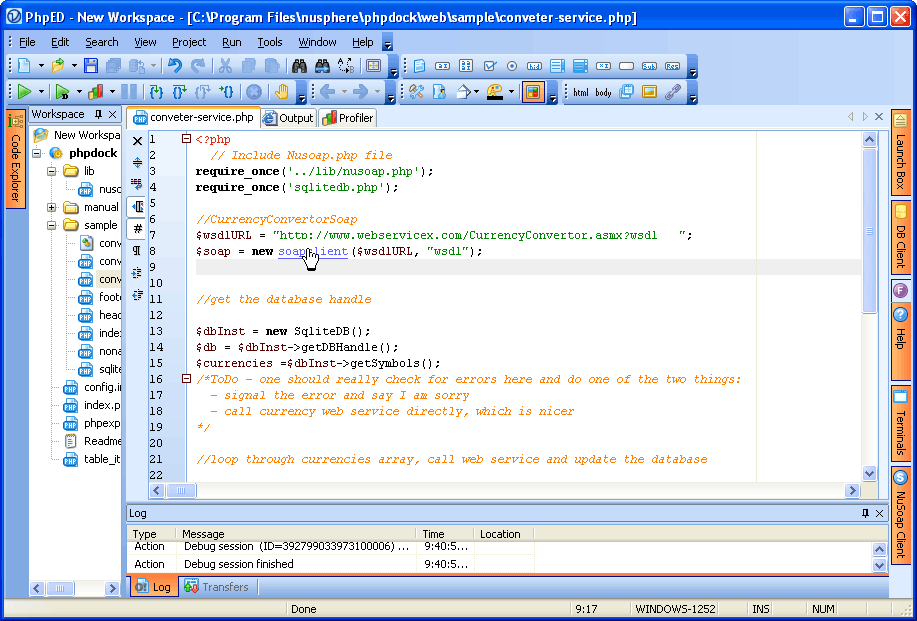 PhpED - New Workspace - [C:\Program Files\nusphere\phpdock\web\sample\conveter-service.php]
File Edit Search View Project Run Tools Window Help
html body
Code Explorer
Workspace
New Workspa
phpdock
lib
nusc
manual
sample
conv
conv
conv
foot
head
index
nona
sqlite
config.in
index.p
phpexp
Readme
table_it
conveter-service.php Output Profiler
1 <?php
2 // Include Nusoap.php file
3 require_once('../lib/nusoap.php');
4 require_once('sqlitedb.php');
5
6 //CurrencyConvertorSoap
7 $wsdlURL = "http://www.webservicex.com/CurrencyConvertor.asmx?wsdl   ";
8 $soap = new soapclient($wsdlURL, "wsdl");
9
10
11 //get the database handle
12
13 $dbInst = new SqliteDB();
14 $db = $dbInst->getDBHandle();
15 $currencies =$dbInst->getSymbols();
16 /*ToDo - one should really check for errors here and do one of the two things:
17 - signal the error and say I am sorry
18 - call currency web service directly, which is nicer
19 */
20
21 //loop through currencies array, call web service and update the database
22
Launch Box
DB Client
Help
Terminals
NuSoap Client
Log
Type Message Time Location
Action Debug session (ID=392799033973100006) ... 9:40:5...
Action Debug session finished 9:40:5...
Log Transfers
Done 9:17 WINDOWS-1252 INS NUM